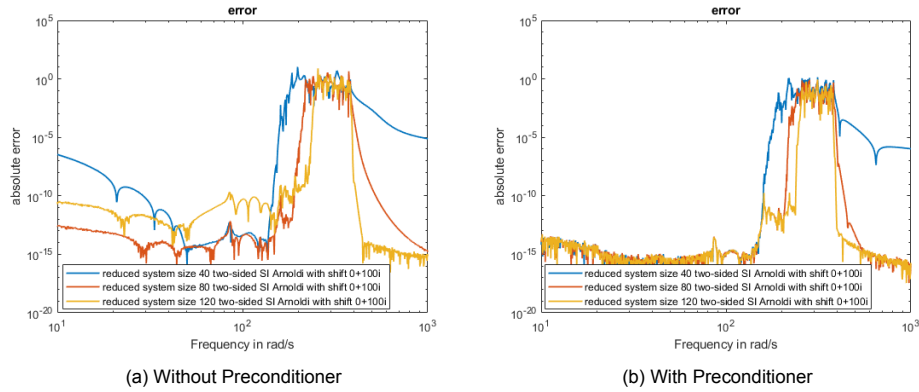 error
absolute error
10^5
10^0
10^-5
10^-10
10^-15
10^-20
reduced system size 40 two-sided SI Arnoldi with shift 0+100i
reduced system size 80 two-sided SI Arnoldi with shift 0+100i
reduced system size 120 two-sided SI Arnoldi with shift 0+100i
10^1
10^2
10^3
Frequency in rad/s
(a) Without Preconditioner
error
absolute error
10^5
10^0
10^-5
10^-10
10^-15
10^-20
reduced system size 40 two-sided SI Arnoldi with shift 0+100i
reduced system size 80 two-sided SI Arnoldi with shift 0+100i
reduced system size 120 two-sided SI Arnoldi with shift 0+100i
10^1
10^2
10^3
Frequency in rad/s
(b) With Preconditioner